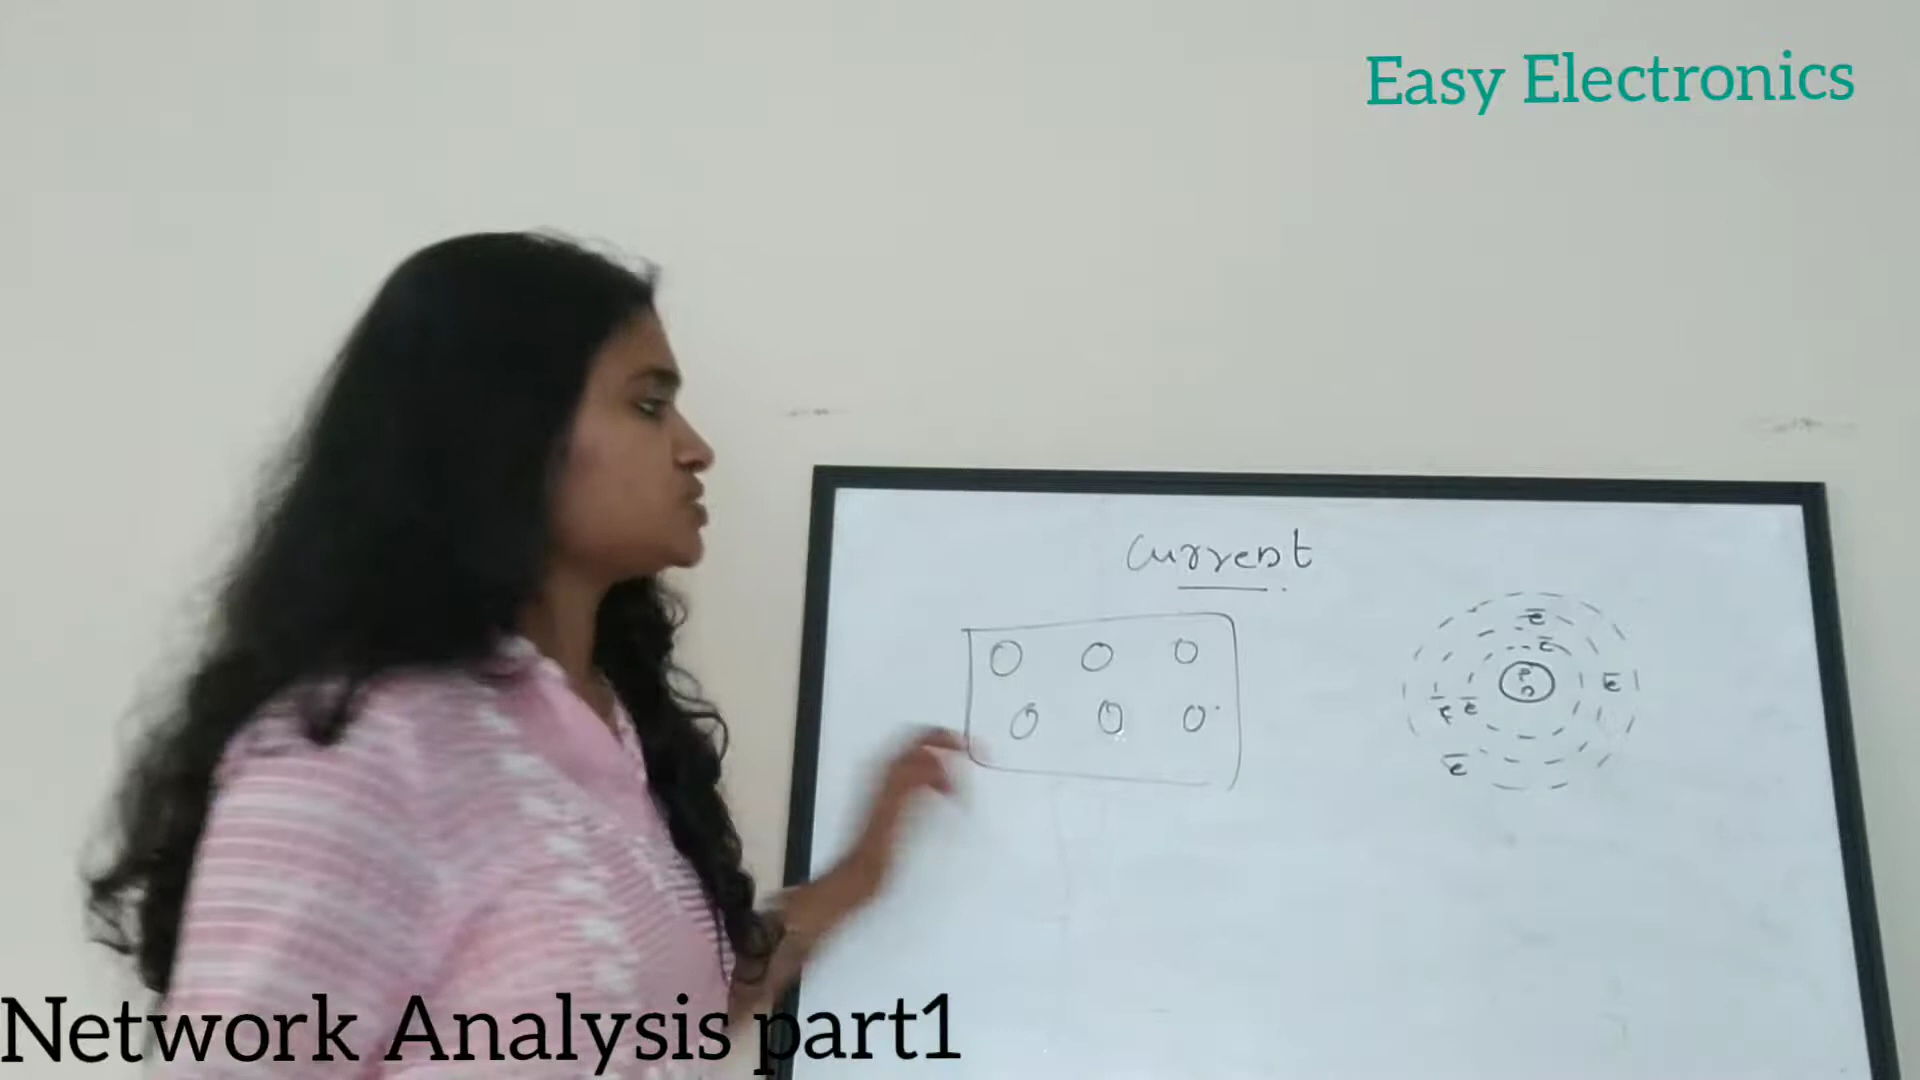 Easy Electronics
Current
e e
e
P
n
e
e e
e
Network Analysis part1